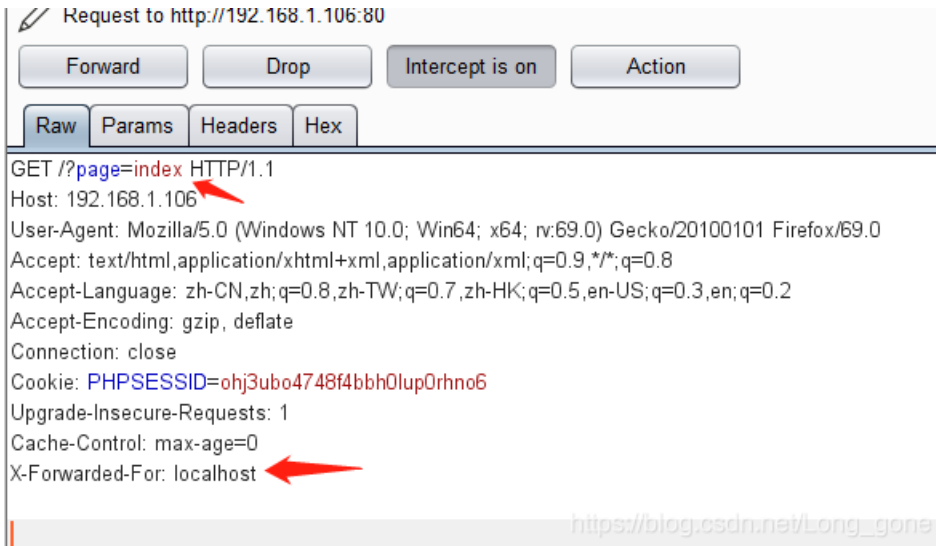 Request to http://192.168.1.106:80
Forward Drop Intercept is on Action
Raw Params Headers Hex
GET /?page=index HTTP/1.1
Host: 192.168.1.106
User-Agent: Mozilla/5.0 (Windows NT 10.0; Win64; x64; rv:69.0) Gecko/20100101 Firefox/69.0
Accept: text/html,application/xhtml+xml,application/xml;q=0.9,*/*;q=0.8
Accept-Language: zh-CN,zh;q=0.8,zh-TW;q=0.7,zh-HK;q=0.5,en-US;q=0.3,en;q=0.2
Accept-Encoding: gzip, deflate
Connection: close
Cookie: PHPSESSID=ohj3ubo4748f4bbh0lup0rhno6
Upgrade-Insecure-Requests: 1
Cache-Control: max-age=0
X-Forwarded-For: localhost
https://blog.csdn.net/Long_gone